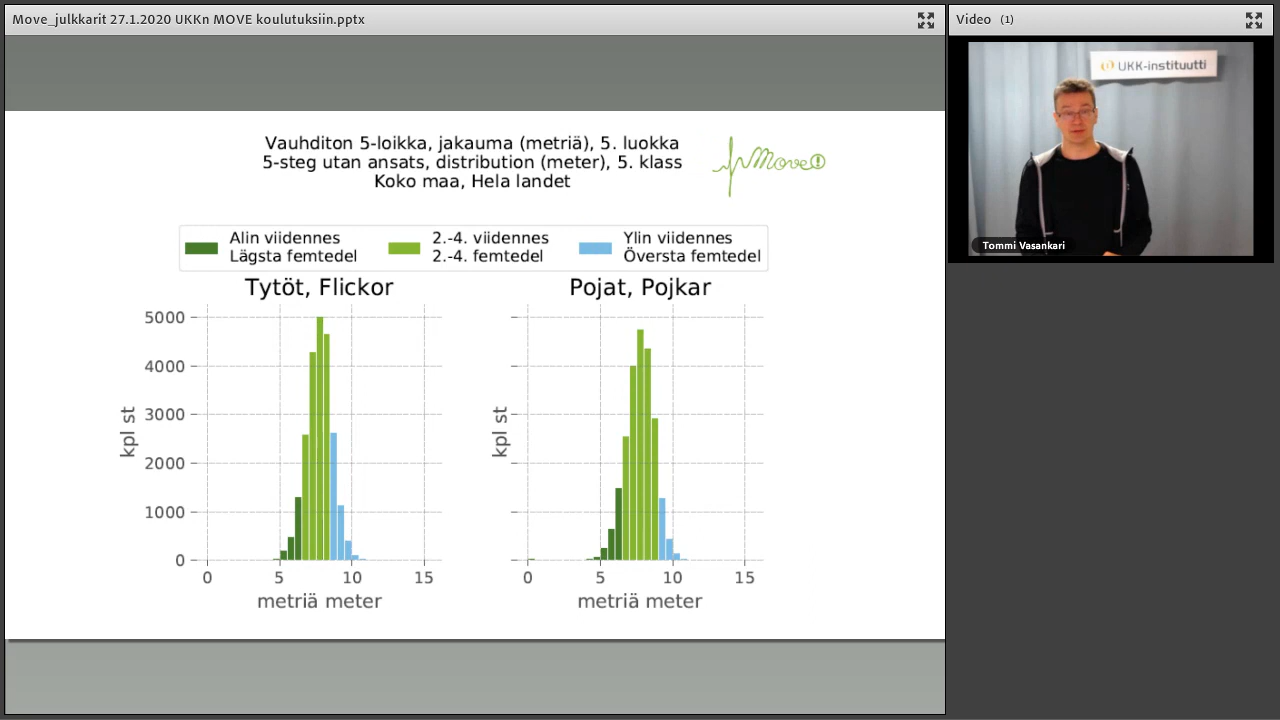 Move_julkkarit 27.1.2020 UKKn MOVE koulutuksiin.pptx
Video (1)
UKK-instituutti
Tommi Vasankari
Vauhditon 5-loikka, jakauma (metriä), 5. luokka
5-steg utan ansats, distribution (meter), 5. klass
Koko maa, Hela landet
Move!
Alin viidennes
Lägsta femtedel
2.-4. viidennes
2.-4. femtedel
Ylin viidennes
Översta femtedel
Tytöt, Flickor
5000
4000
3000
2000
1000
0
kpl st
0 5 10 15
metriä meter
Pojat, Pojkar
kpl st
0 5 10 15
metriä meter